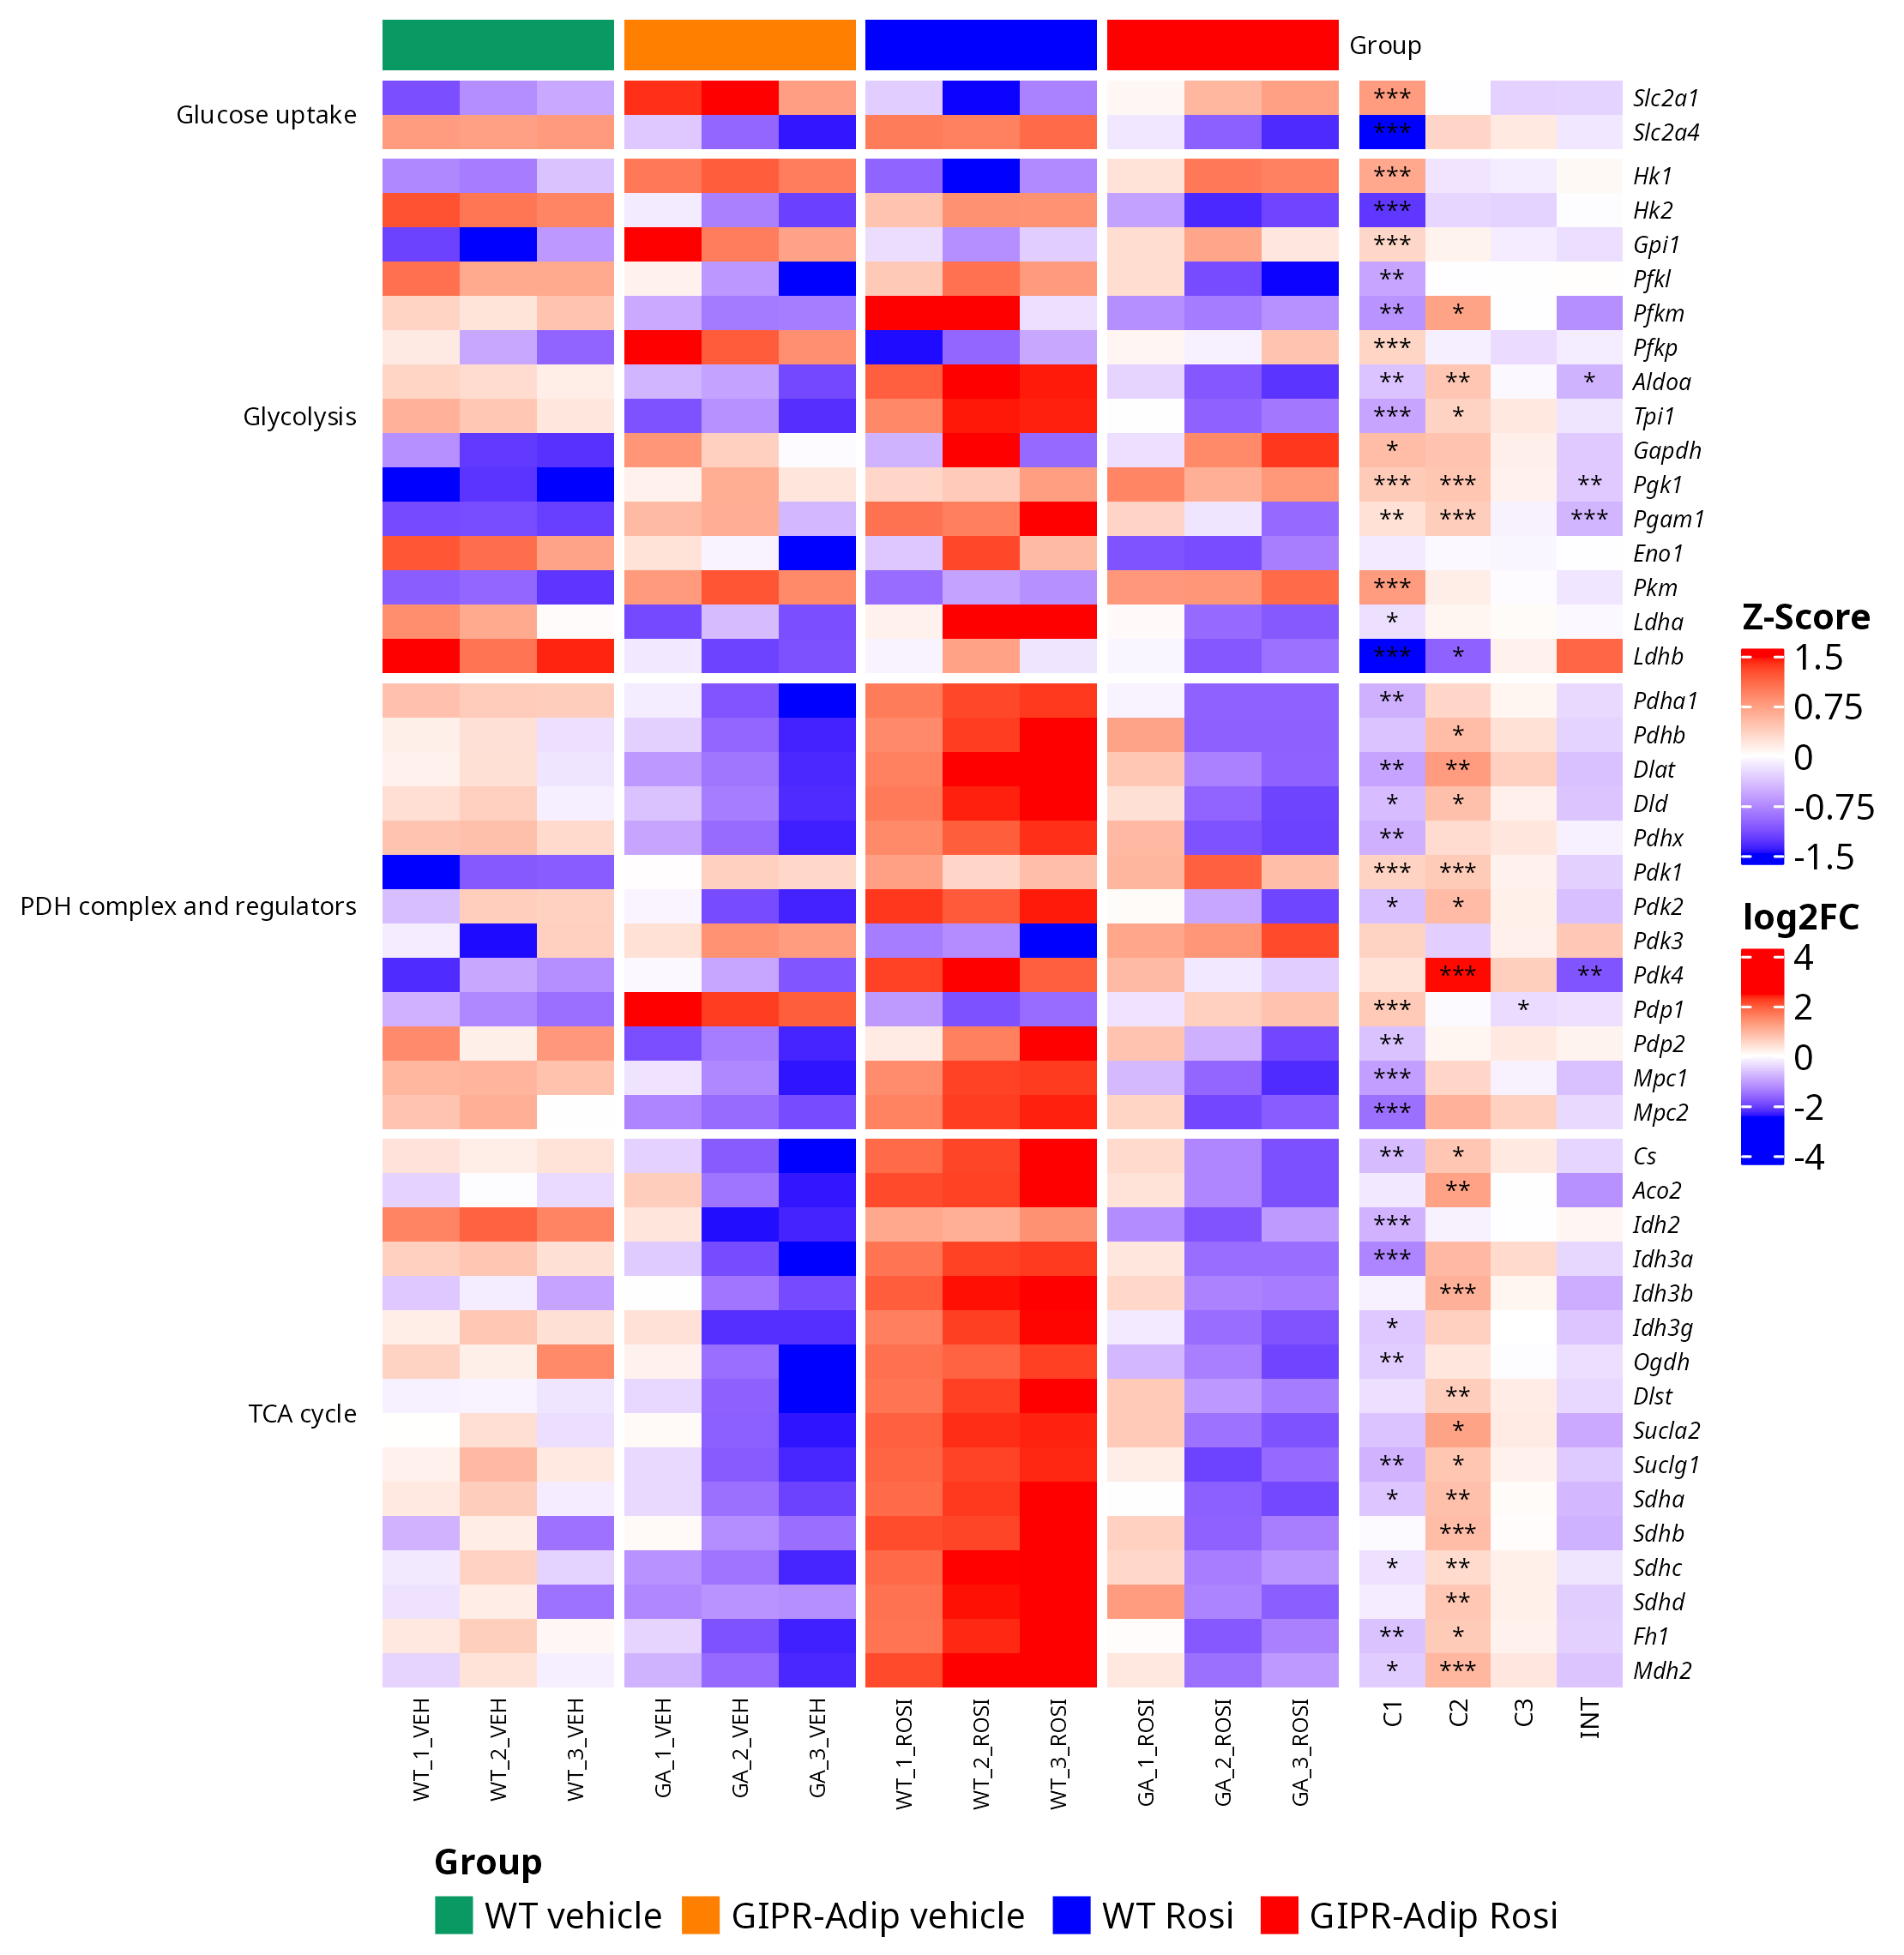 Group
Glucose uptake
*** Slc2a1
*** Slc2a4
*** Hk1
*** Hk2
*** Gpi1
** Pfkl
** * Pfkm
*** Pfkp
** ** * Aldoa
Glycolysis
*** * Tpi1
* Gapdh
*** *** ** Pgk1
** *** *** Pgam1
Eno1
*** Pkm
* Ldha
*** * Ldhb
** Pdha1
* Pdhb
** ** Dlat
* * Dld
** Pdhx
*** *** Pdk1
PDH complex and regulators
* * Pdk2
Pdk3
*** ** Pdk4
*** * Pdp1
** Pdp2
*** Mpc1
*** Mpc2
** * Cs
** Aco2
*** Idh2
*** Idh3a
*** Idh3b
* Idh3g
** Ogdh
** Dlst
TCA cycle
* Sucla2
** * Suclg1
* ** Sdha
*** Sdhb
* ** Sdhc
** Sdhd
** * Fh1
* *** Mdh2
WT_1_VEH
WT_2_VEH
WT_3_VEH
GA_1_VEH
GA_2_VEH
GA_3_VEH
WT_1_ROSI
WT_2_ROSI
WT_3_ROSI
GA_1_ROSI
GA_2_ROSI
GA_3_ROSI
C1
C2
C3
INT
Z-Score
1.5
0.75
0
-0.75
-1.5
log2FC
4
2
0
-2
-4
Group
WT vehicle
GIPR-Adip vehicle
WT Rosi
GIPR-Adip Rosi